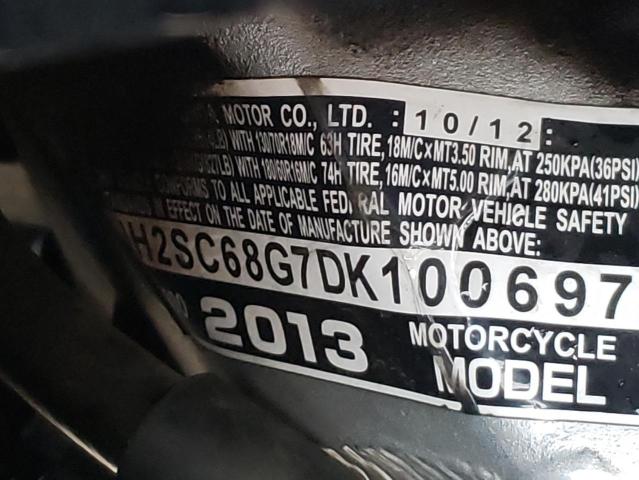 MOTOR CO., LTD. : 10/12:
WITH 130/70R18M/C 63H TIRE, 18M/C×MT3.50 RIM, AT 250KPA(36PSI)
WITH 180/60R16M/C 74H TIRE, 16M/C×MT5.00 RIM, AT 280KPA(41PSI
CONFORMS TO ALL APPLICABLE FEDERAL MOTOR VEHICLE SAFETY
IN EFFECT ON THE DATE OF MANUFACTURE SHOWN ABOVE:
H2SC68G7DK100697
2013 MOTORCYCLE
MODEL